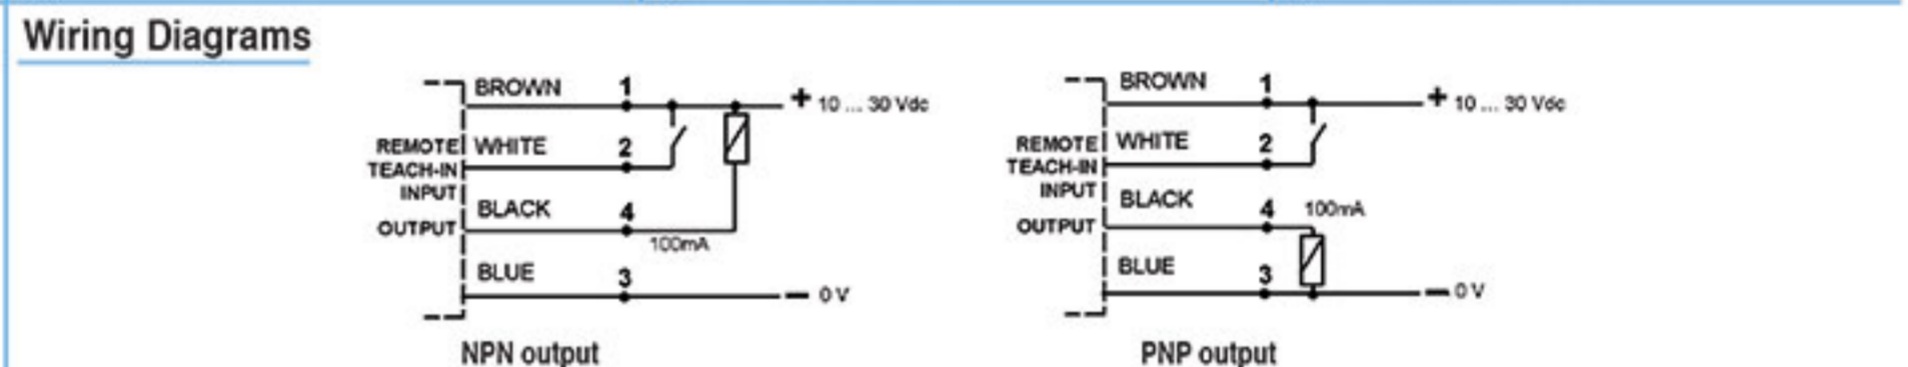 Wiring Diagrams
BROWN 1
+ 10 ... 30 Vdc
REMOTE WHITE 2
TEACH-IN
INPUT
BLACK 4
OUTPUT
100mA
BLUE 3
— 0 V
NPN output
BROWN 1
+ 10 ... 30 Vdc
REMOTE WHITE 2
TEACH-IN
INPUT
BLACK 4 100mA
OUTPUT
BLUE 3
— 0 V
PNP output